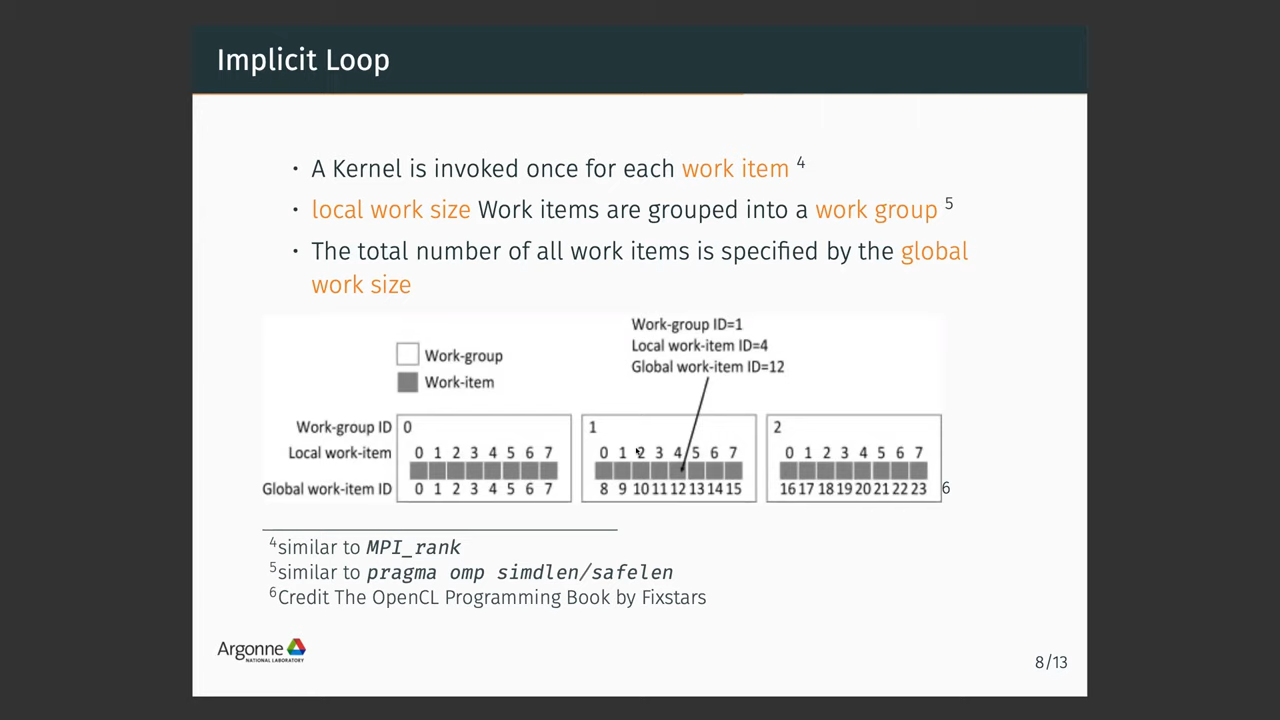 Implicit Loop
• A Kernel is invoked once for each work item 4
• local work size Work items are grouped into a work group 5
• The total number of all work items is specified by the global
work size
Work-group ID=1
Local work-item ID=4
Global work-item ID=12
Work-group
Work-item
Work-group ID 0 1 2
Local work-item 0 1 2 3 4 5 6 7 0 1 2 3 4 5 6 7 0 1 2 3 4 5 6 7
Global work-item ID 0 1 2 3 4 5 6 7 8 9 10 11 12 13 14 15 16 17 18 19 20 21 22 23 6
4similar to MPI_rank
5similar to pragma omp simdlen/safelen
6Credit The OpenCL Programming Book by Fixstars
Argonne
NATIONAL LABORATORY
8/13